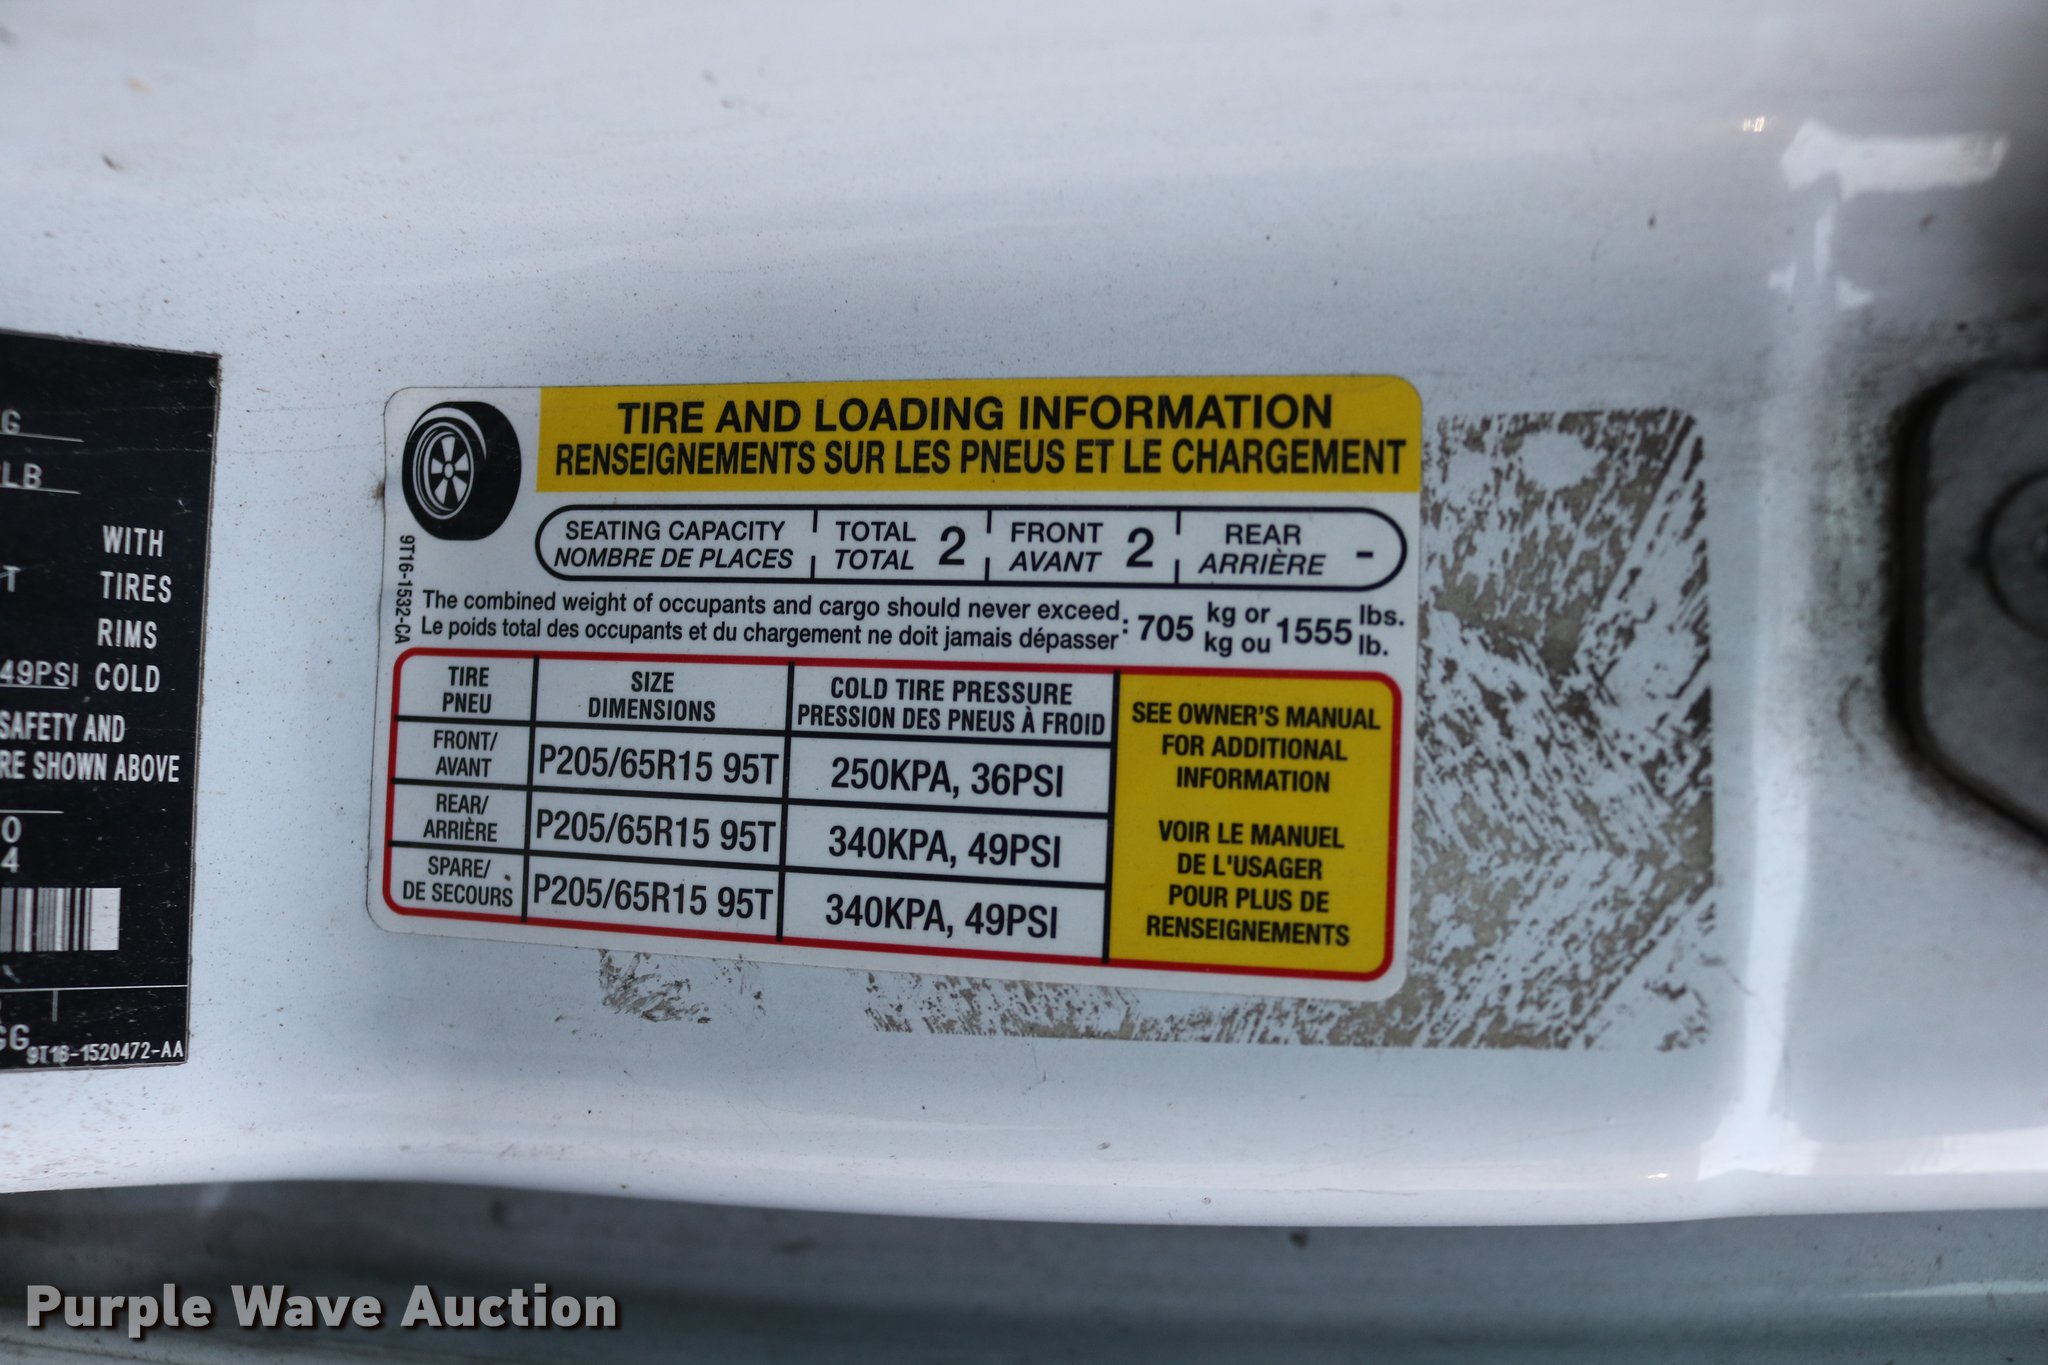 G
LB
WITH
T TIRES
RIMS
49PSI COLD
SAFETY AND
RE SHOWN ABOVE
0
4
GG
9T16-1520472-AA
TIRE AND LOADING INFORMATION
RENSEIGNEMENTS SUR LES PNEUS ET LE CHARGEMENT
9T16-1532-CA
SEATING CAPACITY TOTAL 2 FRONT 2 REAR -
NOMBRE DE PLACES TOTAL AVANT ARRIÈRE
The combined weight of occupants and cargo should never exceed : 705 kg or 1555 lbs.
Le poids total des occupants et du chargement ne doit jamais dépasser kg ou lb.
TIRE SIZE COLD TIRE PRESSURE
PNEU DIMENSIONS PRESSION DES PNEUS À FROID
FRONT/
AVANT P205/65R15 95T 250KPA, 36PSI
REAR/
ARRIÈRE P205/65R15 95T 340KPA, 49PSI
SPARE/
DE SECOURS P205/65R15 95T 340KPA, 49PSI
SEE OWNER'S MANUAL
FOR ADDITIONAL
INFORMATION
VOIR LE MANUEL
DE L'USAGER
POUR PLUS DE
RENSEIGNEMENTS
Purple Wave Auction